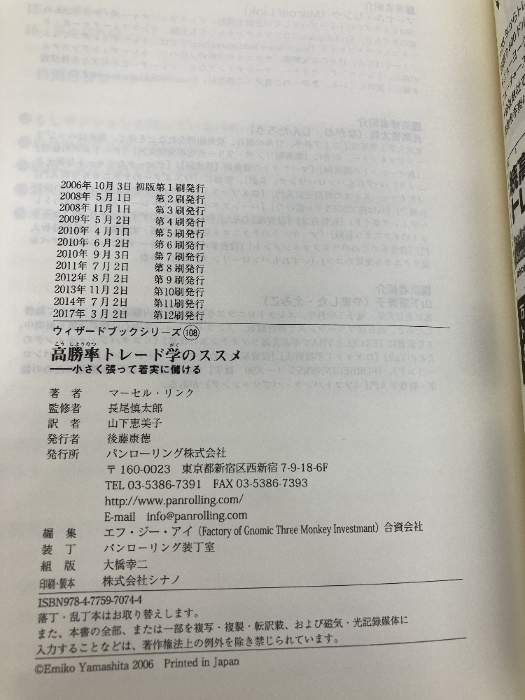 2006年10月3日 初版第1刷発行
2008年5月1日 第2刷発行
2008年11月1日 第3刷発行
2009年5月2日 第4刷発行
2010年4月1日 第5刷発行
2010年6月2日 第6刷発行
2010年9月3日 第7刷発行
2011年7月2日 第8刷発行
2012年8月2日 第9刷発行
2013年11月2日 第10刷発行
2014年7月2日 第11刷発行
2017年3月2日 第12刷発行
ウィザードブックシリーズ108
高勝率トレード学のススメ
——小さく張って着実に儲ける
著者 マーセル・リンク
監修者 長尾慎太郎
訳者 山下恵美子
発行者 後藤康徳
発行所 パンローリング株式会社
〒160-0023 東京都新宿区西新宿7-9-18-6F
TEL 03-5386-7391 FAX 03-5386-7393
http://www.panrolling.com/
E-mail info@panrolling.com
編集 エフ・ジー・アイ(Factory of Gnomic Three Monkey Investmant)合資会社
装丁 パンローリング装丁室
組版 大橋幸二
印刷・製本 株式会社シナノ
ISBN978-4-7759-7074-4
落丁・乱丁本はお取り替えします。
また、本書の全部、または一部を複写・複製・転訳載、および磁気・光記録媒体に
入力することなどは、著作権法上の例外を除き禁じられています。
©Emiko Yamashita 2006 Printed in Japan